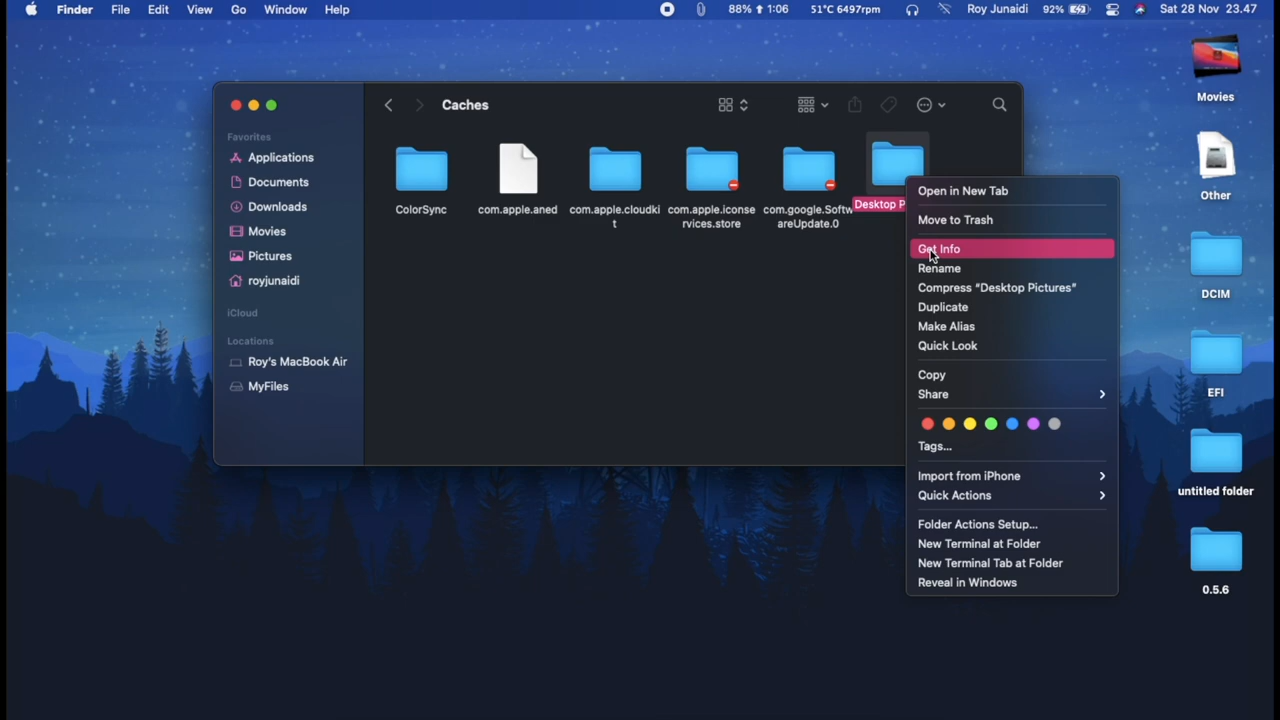 Finder File Edit View Go Window Help 88% 1:06 51°C 6497rpm Roy Junaidi 92% Sat 28 Nov 23.47
Caches
Favorites
Applications
Documents
Downloads
Movies
Pictures
royjunaidi
iCloud
Locations
Roy's MacBook Air
MyFiles
ColorSync
com.apple.aned
com.apple.cloudki
t
com.apple.iconse
rvices.store
com.google.Softw
areUpdate.0
Desktop P
Open in New Tab
Move to Trash
Get Info
Rename
Compress “Desktop Pictures”
Duplicate
Make Alias
Quick Look
Copy
Share
Tags...
Import from iPhone
Quick Actions
Folder Actions Setup...
New Terminal at Folder
New Terminal Tab at Folder
Reveal in Windows
Movies
Other
DCIM
EFI
untitled folder
0.5.6